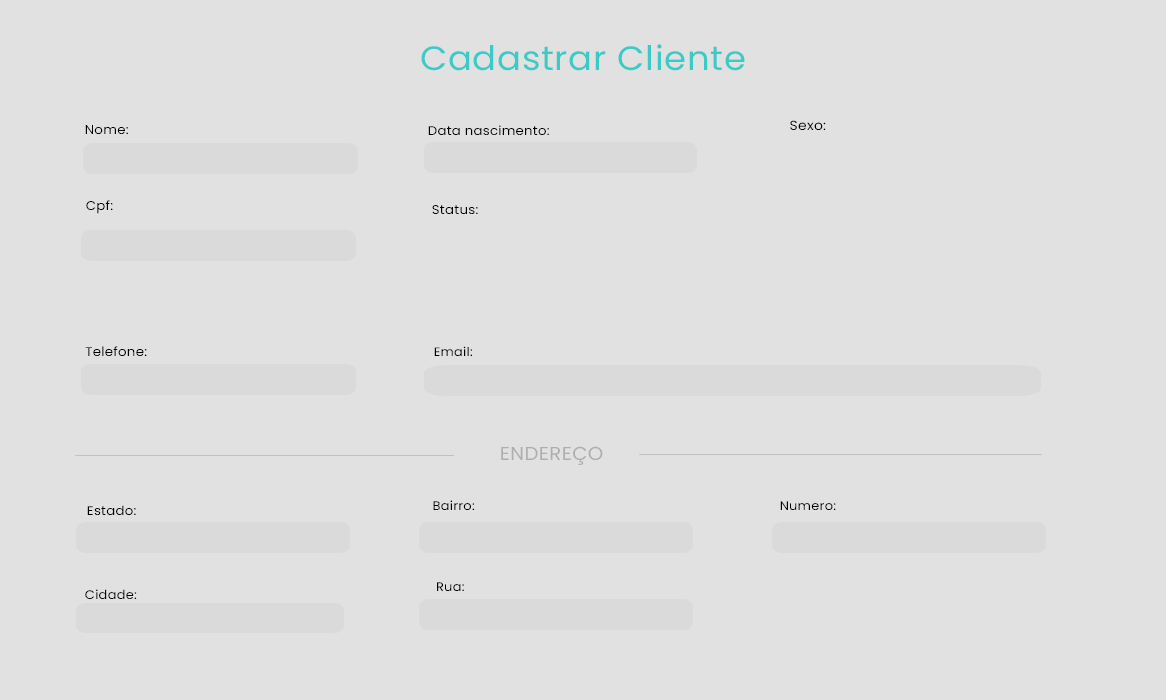 Cadastrar Cliente
Nome:
Data nascimento:
Sexo:
Cpf:
Status:
Telefone:
Email:
ENDEREÇO
Estado:
Bairro:
Numero:
Cidade:
Rua: